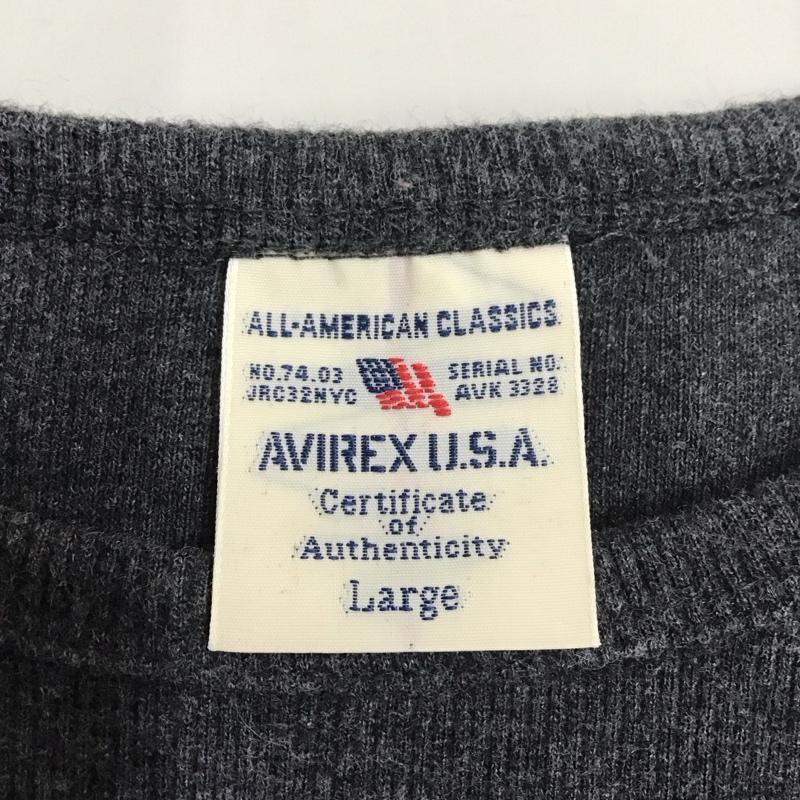 ALL-AMERICAN CLASSICS
NO.74.03
JRC32NYC
SERIAL NO.
AVK 3328
AVIREX U.S.A.
Certificate
of
Authenticity
Large